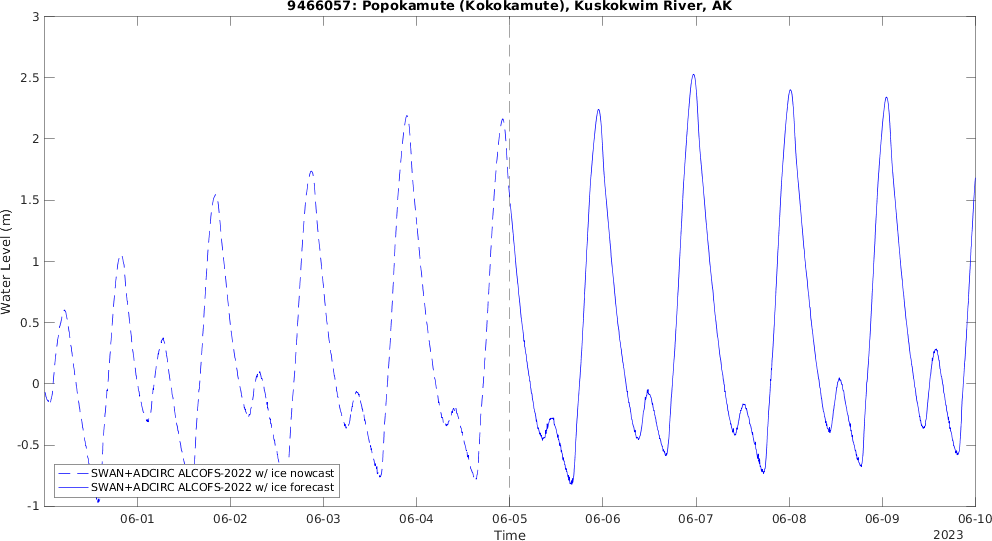 9466057: Popokamute (Kokokamute), Kuskokwim River, AK
3
2.5
2
1.5
1
0.5
0
-0.5
-1
Water Level (m)
SWAN+ADCIRC ALCOFS-2022 w/ ice nowcast
SWAN+ADCIRC ALCOFS-2022 w/ ice forecast
06-01 06-02 06-03 06-04 06-05 06-06 06-07 06-08 06-09 06-10
Time
2023